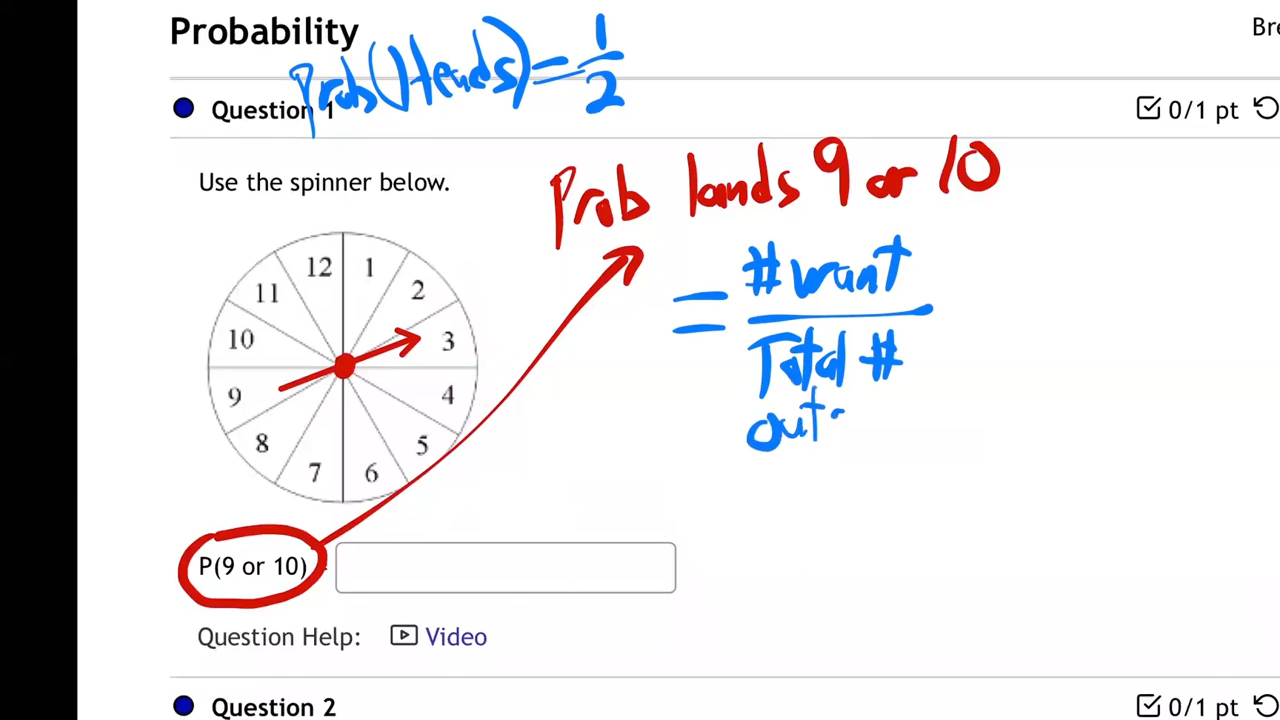 Probability
Bre
Prob(Heads) = 1/2
Question 1
0/1 pt
Use the spinner below.
Prob lands 9 or 10
= # want
Total #
out
12 1
11 2
10 3
9 4
8 5
7 6
P(9 or 10)
Question Help: Video
Question 2
0/1 pt